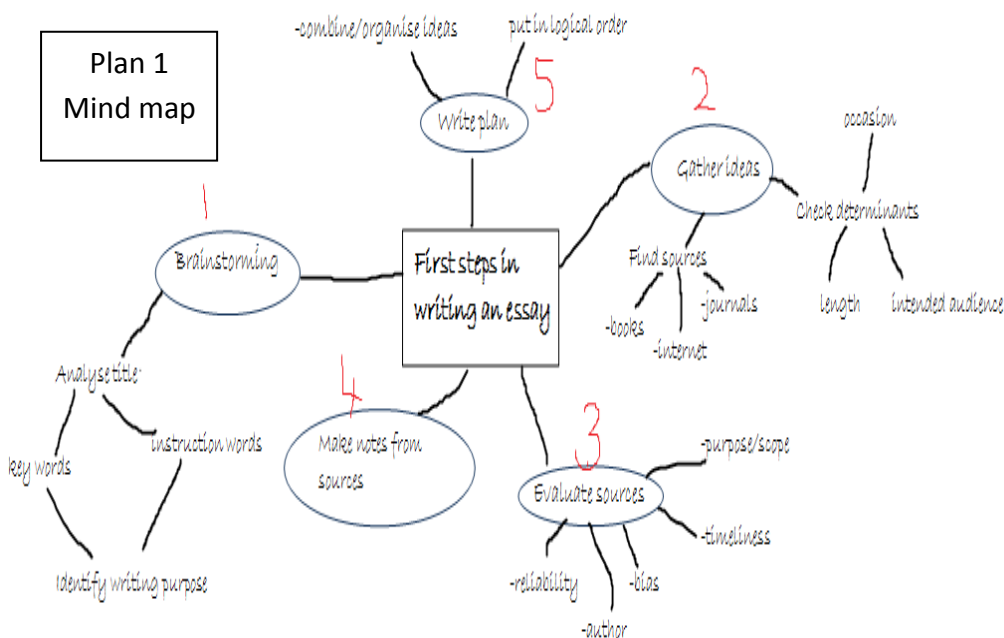 Plan 1
Mind map
-combine/organise ideas
put in logical order
5
Write plan
2
Gather ideas
occasion
Check determinants
length
intended audience
Find sources
-books
-internet
-journals
1
Brainstorming
First steps in
writing an essay
Analyse title:
key words
instruction words
Identify writing purpose
4
Make notes from
sources
3
Evaluate sources
-purpose/scope
-timeliness
-bias
-author
-reliability